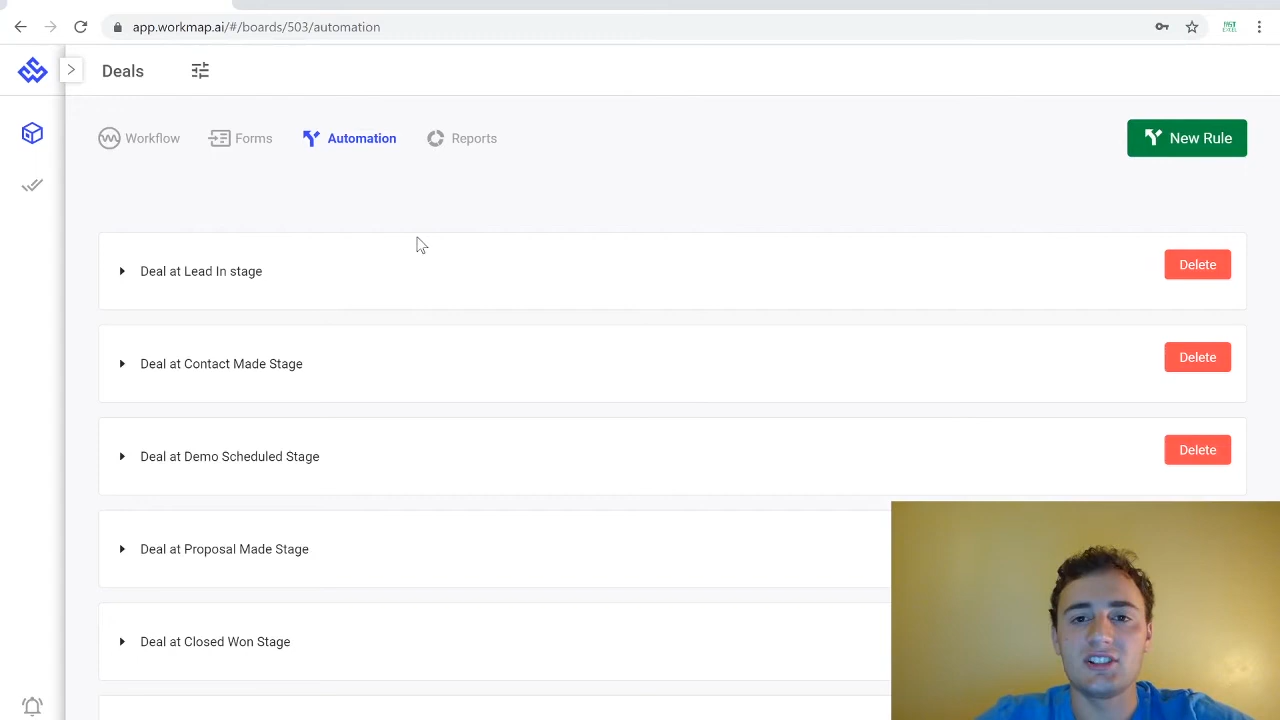 app.workmap.ai/#/boards/503/automation
Deals
Workflow
Forms
Automation
Reports
New Rule
Deal at Lead In stage
Delete
Deal at Contact Made Stage
Delete
Deal at Demo Scheduled Stage
Delete
Deal at Proposal Made Stage
Deal at Closed Won Stage